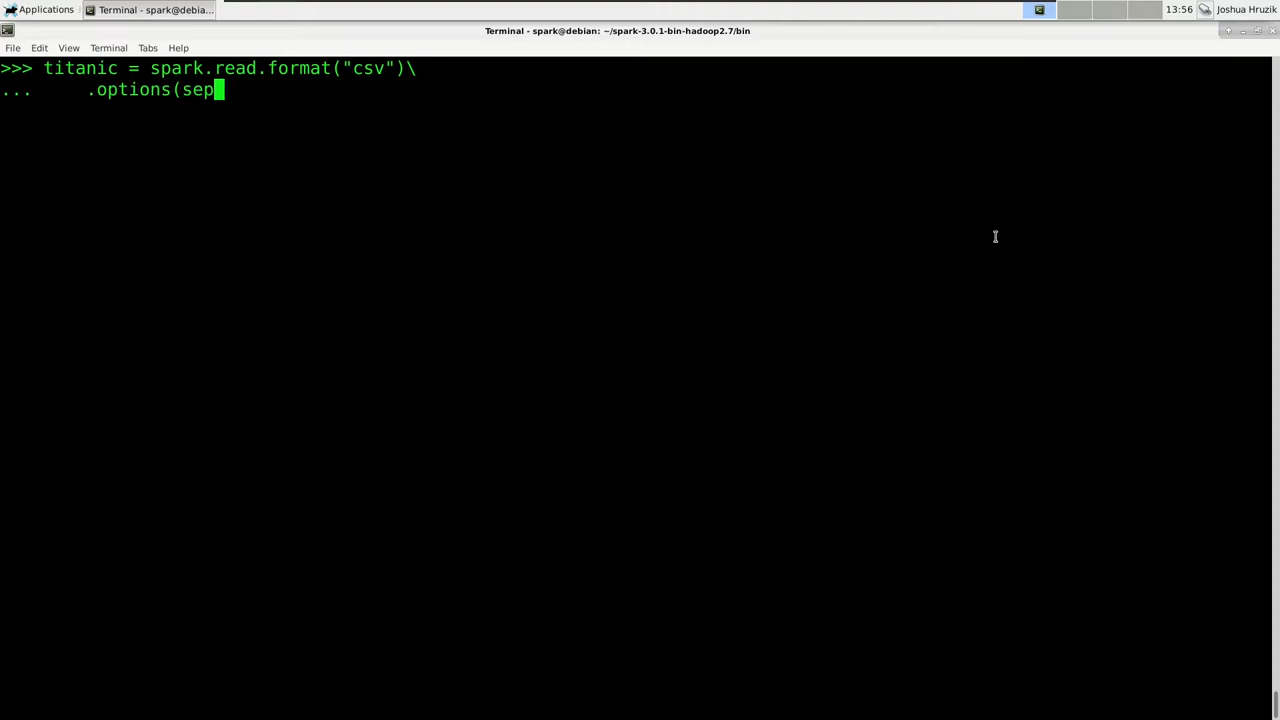 Applications
Terminal - spark@debia...
13:56
Joshua Hruzik
Terminal - spark@debian: ~/spark-3.0.1-bin-hadoop2.7/bin
File Edit View Terminal Tabs Help
>>> titanic = spark.read.format("csv")\
...     .options(sep